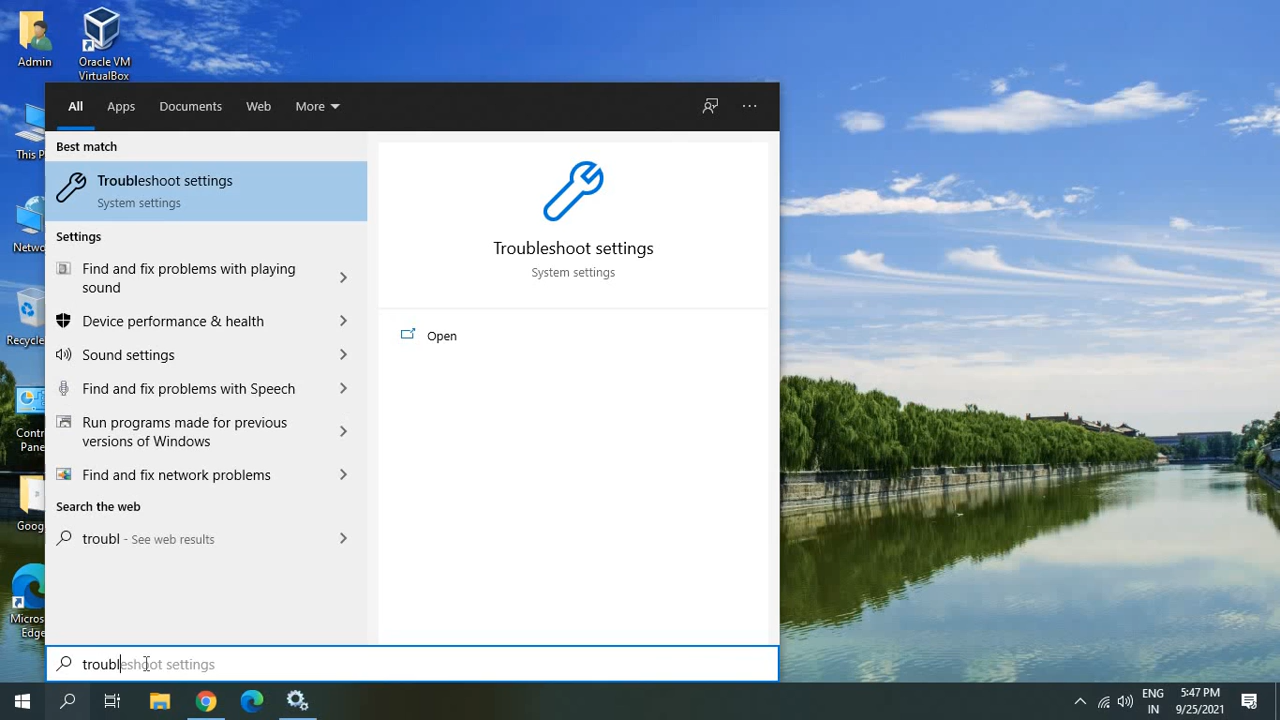 Admin
Oracle VM
VirtualBox
This P
Netwo
Recycle
Cont
Pane
Goog
Micros
Edge
All
Apps
Documents
Web
More
Best match
Troubleshoot settings
System settings
Settings
Find and fix problems with playing
sound
Device performance & health
Sound settings
Find and fix problems with Speech
Run programs made for previous
versions of Windows
Find and fix network problems
Search the web
troubl - See web results
Troubleshoot settings
System settings
Open
troubleshoot settings
ENG
IN
5:47 PM
9/25/2021